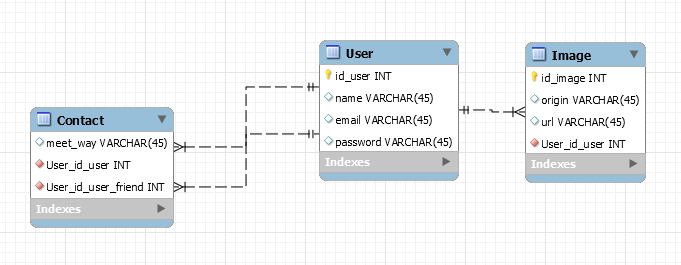 Contact
meet_way VARCHAR(45)
User_id_user INT
User_id_user_friend INT
Indexes
User
id_user INT
name VARCHAR(45)
email VARCHAR(45)
password VARCHAR(45)
Indexes
Image
id_image INT
origin VARCHAR(45)
url VARCHAR(45)
User_id_user INT
Indexes